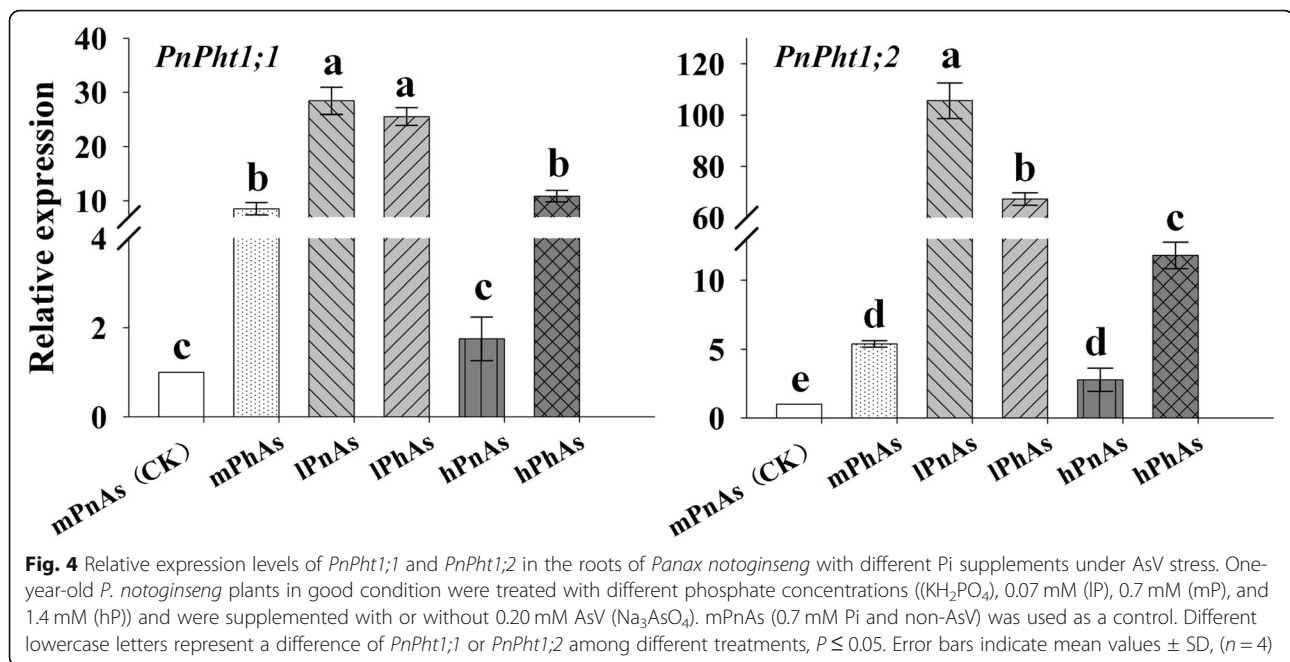 PnPht1;1
Relative expression
40
30
20
10
4
2
0
c
b
a
a
c
b
mPnAs (CK)
mPhAs
lPnAs
lPhAs
hPnAs
hPhAs
PnPht1;2
120
100
80
60
10
5
0
e
d
a
b
d
c
mPnAs (CK)
mPhAs
lPnAs
lPhAs
hPnAs
hPhAs
Fig. 4 Relative expression levels of PnPht1;1 and PnPht1;2 in the roots of Panax notoginseng with different Pi supplements under AsV stress. One-
year-old P. notoginseng plants in good condition were treated with different phosphate concentrations ((KH₂PO₄), 0.07 mM (lP), 0.7 mM (mP), and
1.4 mM (hP)) and were supplemented with or without 0.20 mM AsV (Na₃AsO₄). mPnAs (0.7 mM Pi and non-AsV) was used as a control. Different
lowercase letters represent a difference of PnPht1;1 or PnPht1;2 among different treatments, P ≤ 0.05. Error bars indicate mean values ± SD, (n = 4)